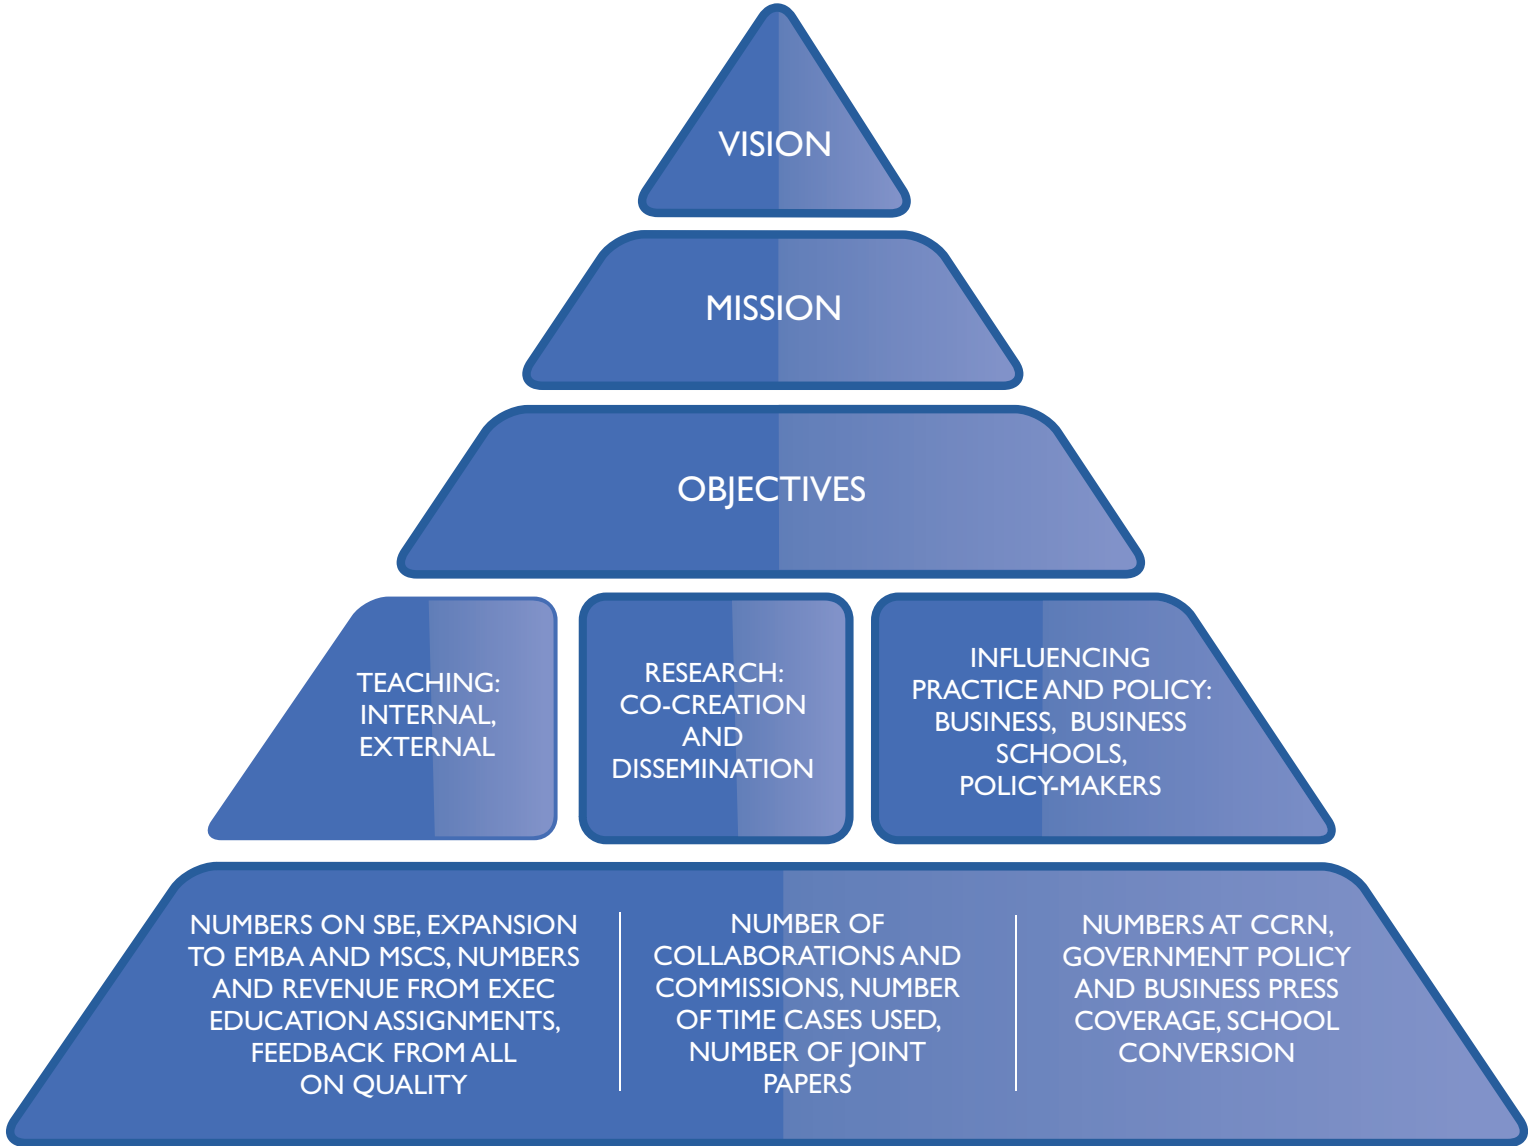 VISION
MISSION
OBJECTIVES
TEACHING:
INTERNAL,
EXTERNAL
RESEARCH:
CO-CREATION
AND
DISSEMINATION
INFLUENCING
PRACTICE AND POLICY:
BUSINESS, BUSINESS
SCHOOLS,
POLICY-MAKERS
NUMBERS ON SBE, EXPANSION
TO EMBA AND MSCS, NUMBERS
AND REVENUE FROM EXEC
EDUCATION ASSIGNMENTS,
FEEDBACK FROM ALL
ON QUALITY
NUMBER OF
COLLABORATIONS AND
COMMISSIONS, NUMBER
OF TIME CASES USED,
NUMBER OF JOINT
PAPERS
NUMBERS AT CCRN,
GOVERNMENT POLICY
AND BUSINESS PRESS
COVERAGE, SCHOOL
CONVERSION